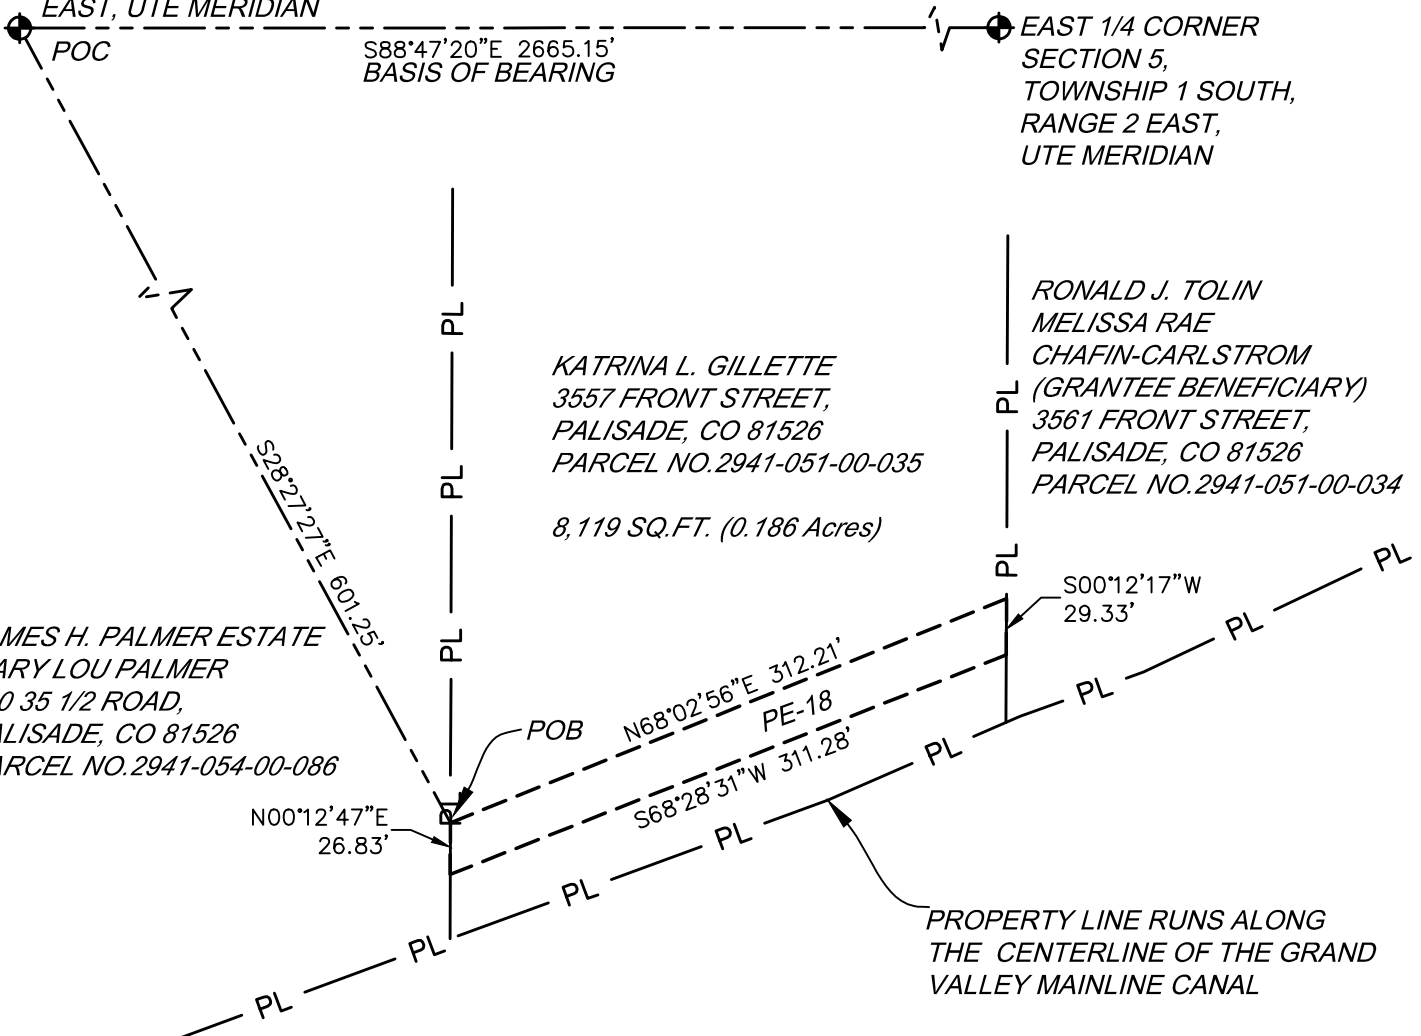 EAST, UTE MERIDIAN
POC
S88°47'20"E 2665.15'
BASIS OF BEARING
EAST 1/4 CORNER
SECTION 5,
TOWNSHIP 1 SOUTH,
RANGE 2 EAST,
UTE MERIDIAN
PL
PL
PL
PL
KATRINA L. GILLETTE
3557 FRONT STREET,
PALISADE, CO 81526
PARCEL NO.2941-051-00-035
8,119 SQ.FT. (0.186 Acres)
PL
PL
RONALD J. TOLIN
MELISSA RAE
CHAFIN-CARLSTROM
(GRANTEE BENEFICIARY)
3561 FRONT STREET,
PALISADE, CO 81526
PARCEL NO.2941-051-00-034
S28°27'27"E 601.25'
MES H. PALMER ESTATE
ARY LOU PALMER
0 35 1/2 ROAD,
ALISADE, CO 81526
ARCEL NO.2941-054-00-086
POB
N68°02'56"E 312.21'
PE-18
S68°28'31"W 311.28'
S00°12'17"W
29.33'
N00°12'47"E
26.83'
PL
PL
PL
PL
PL
PL
PL
PL
PROPERTY LINE RUNS ALONG
THE CENTERLINE OF THE GRAND
VALLEY MAINLINE CANAL